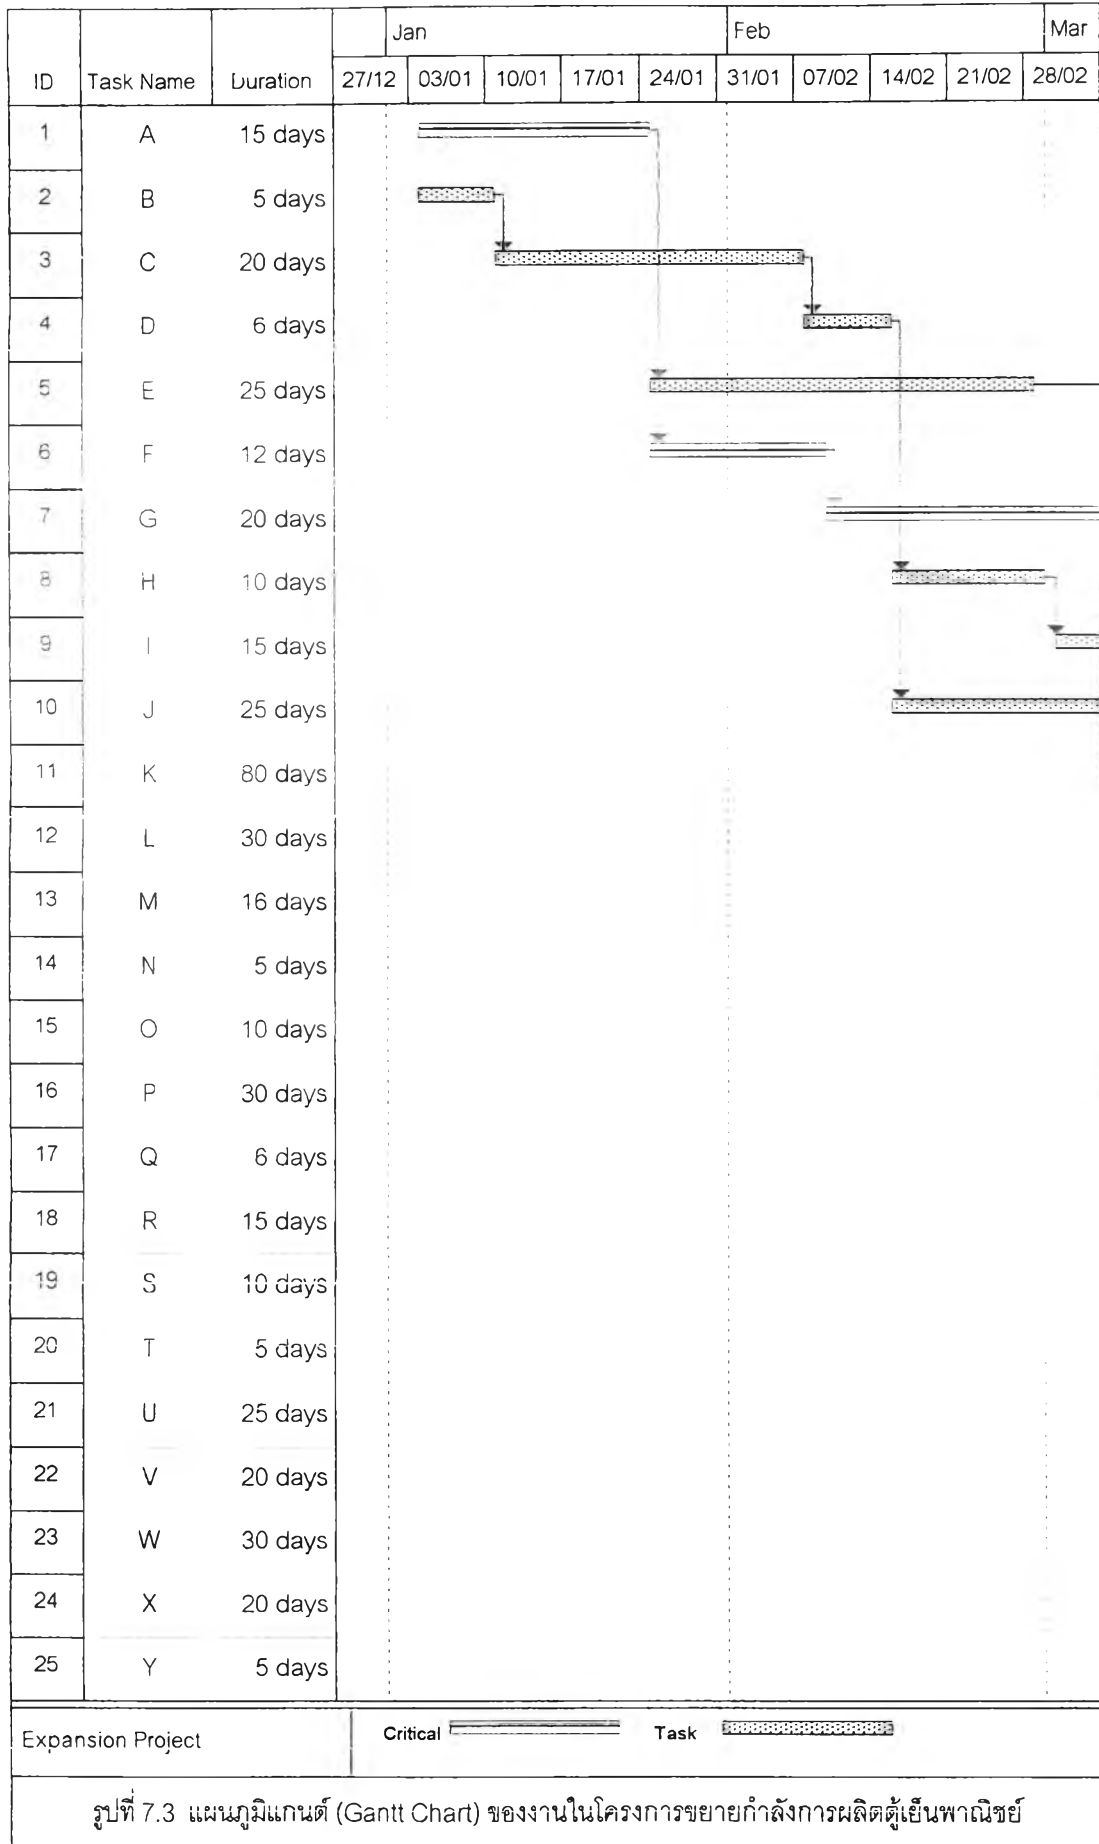 Jan Feb Mar
ID Task Name Duration 27/12 03/01 10/01 17/01 24/01 31/01 07/02 14/02 21/02 28/02
1 A 15 days
2 B 5 days
3 C 20 days
4 D 6 days
5 E 25 days
6 F 12 days
7 G 20 days
8 H 10 days
9 I 15 days
10 J 25 days
11 K 80 days
12 L 30 days
13 M 16 days
14 N 5 days
15 O 10 days
16 P 30 days
17 Q 6 days
18 R 15 days
19 S 10 days
20 T 5 days
21 U 25 days
22 V 20 days
23 W 30 days
24 X 20 days
25 Y 5 days
Expansion Project Critical Task
รูปที่ 7.3 แผนภูมิแกนต์ (Gantt Chart) ของงานในโครงการขยายกำลังการผลิตตู้เย็นพาณิชย์